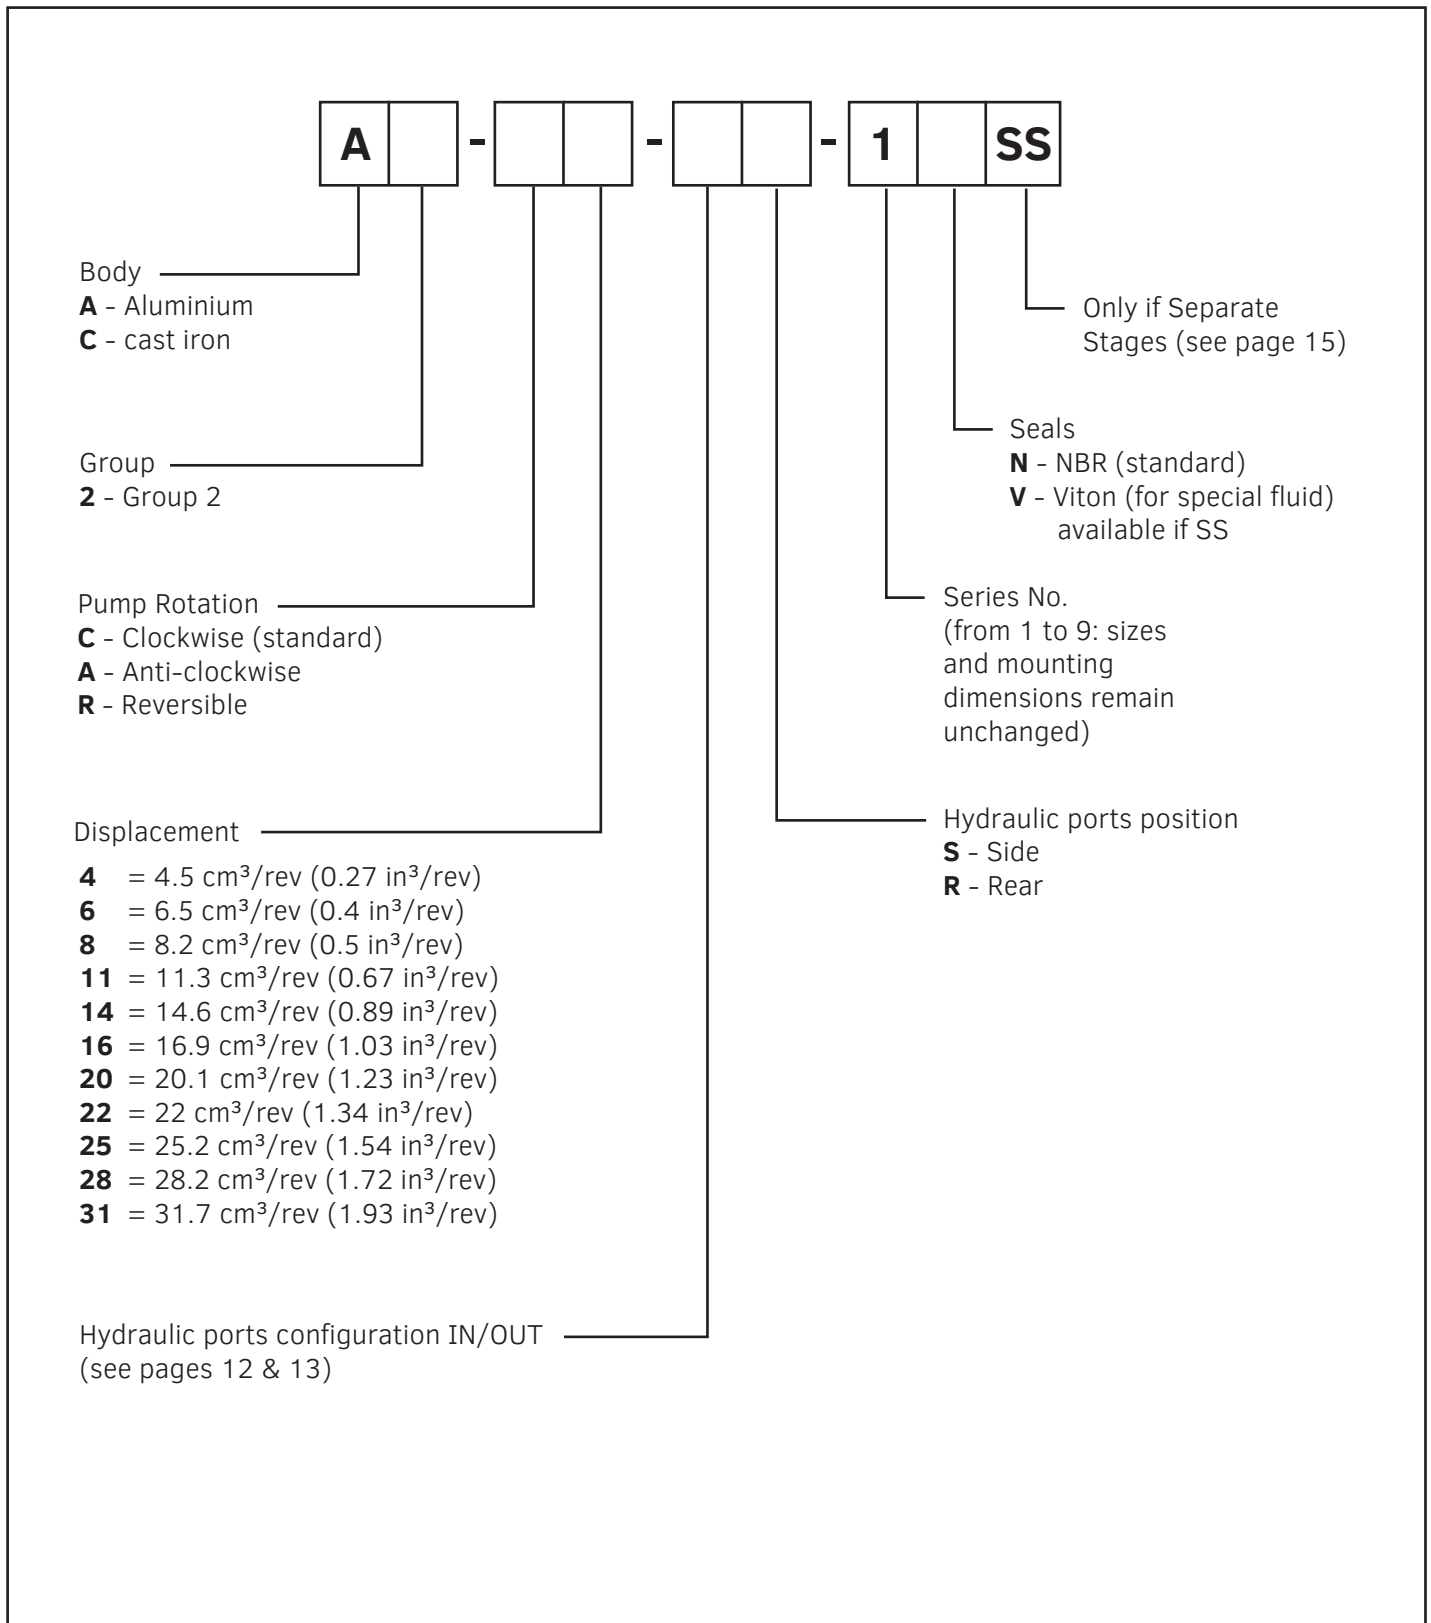 A - - - 1 SS
Body
A - Aluminium
C - cast iron
Group
2 - Group 2
Pump Rotation
C - Clockwise (standard)
A - Anti-clockwise
R - Reversible
Displacement
4 = 4.5 cm³/rev (0.27 in³/rev)
6 = 6.5 cm³/rev (0.4 in³/rev)
8 = 8.2 cm³/rev (0.5 in³/rev)
11 = 11.3 cm³/rev (0.67 in³/rev)
14 = 14.6 cm³/rev (0.89 in³/rev)
16 = 16.9 cm³/rev (1.03 in³/rev)
20 = 20.1 cm³/rev (1.23 in³/rev)
22 = 22 cm³/rev (1.34 in³/rev)
25 = 25.2 cm³/rev (1.54 in³/rev)
28 = 28.2 cm³/rev (1.72 in³/rev)
31 = 31.7 cm³/rev (1.93 in³/rev)
Hydraulic ports configuration IN/OUT
(see pages 12 & 13)
Only if Separate
Stages (see page 15)
Seals
N - NBR (standard)
V - Viton (for special fluid)
available if SS
Series No.
(from 1 to 9: sizes
and mounting
dimensions remain
unchanged)
Hydraulic ports position
S - Side
R - Rear